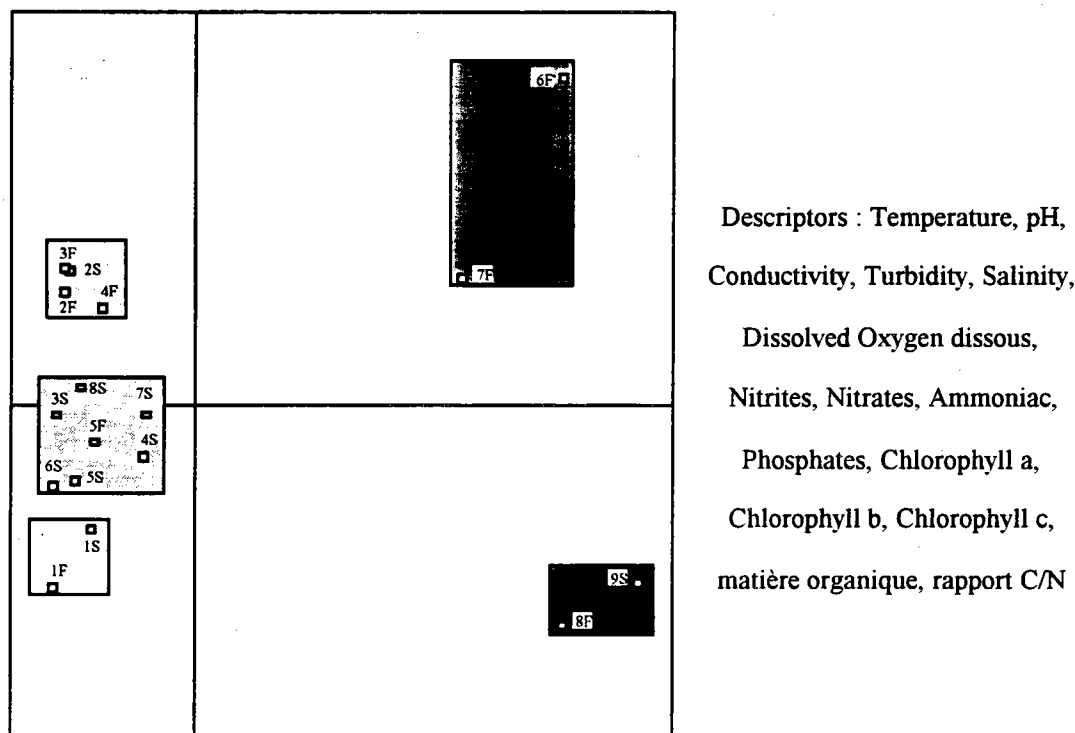 6F
7F
3F
2S
2F
4F
8S
3S
7S
5F
4S
6S
5S
1S
1F
9S
8F
Descriptors : Temperature, pH,
Conductivity, Turbidity, Salinity,
Dissolved Oxygen dissous,
Nitrites, Nitrates, Ammoniac,
Phosphates, Chlorophyll a,
Chlorophyll b, Chlorophyll c,
matière organique, rapport C/N